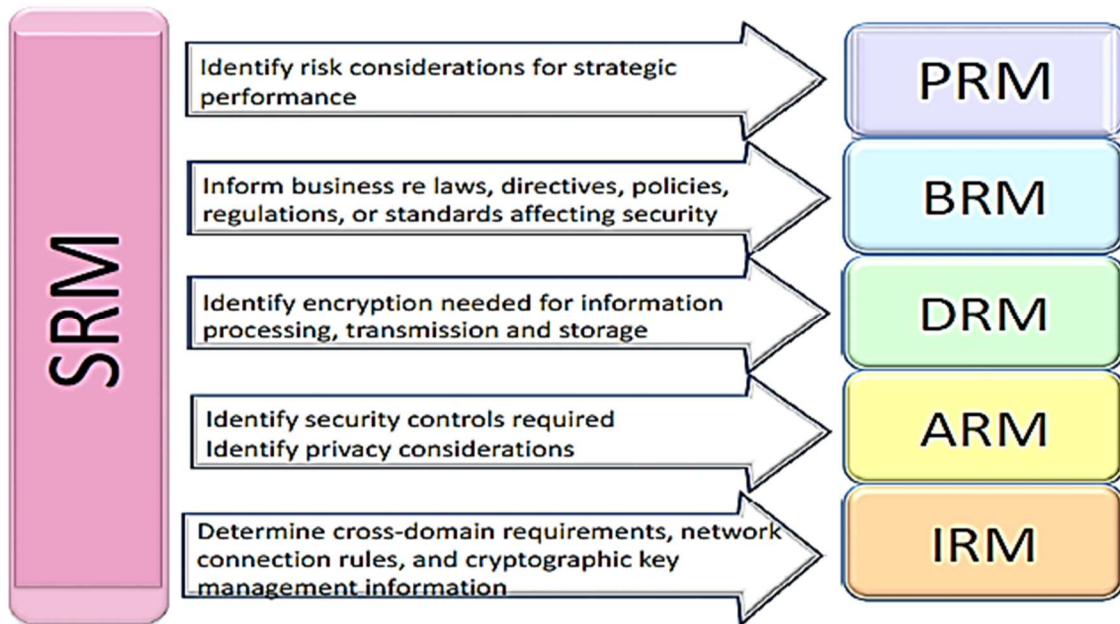 SRM
Identify risk considerations for strategic
performance
PRM
Inform business re laws, directives, policies,
regulations, or standards affecting security
BRM
Identify encryption needed for information
processing, transmission and storage
DRM
Identify security controls required
Identify privacy considerations
ARM
Determine cross-domain requirements, network
connection rules, and cryptographic key
management information
IRM